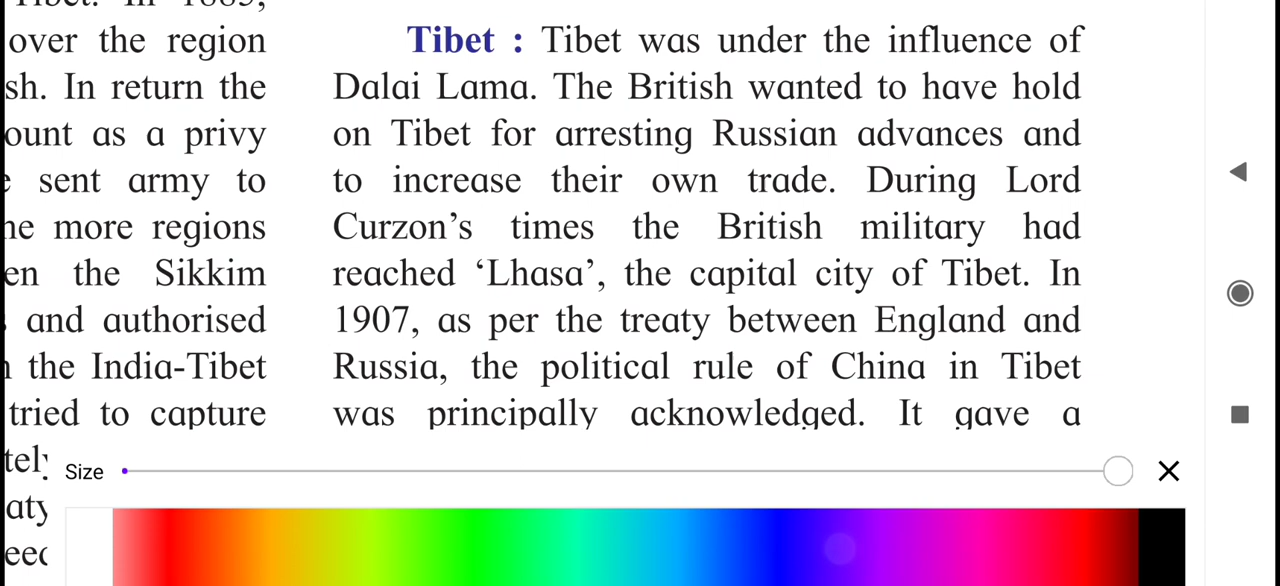 over the region
In return the
as a privy
sent army to
more regions
the Sikkim
and authorised
the India-Tibet
tried to capture
Tibet : Tibet was under the influence of
Dalai Lama. The British wanted to have hold
on Tibet for arresting Russian advances and
to increase their own trade. During Lord
Curzon’s times the British military had
reached ‘Lhasa’, the capital city of Tibet. In
1907, as per the treaty between England and
Russia, the political rule of China in Tibet
was principally acknowledged. It gave a
Size